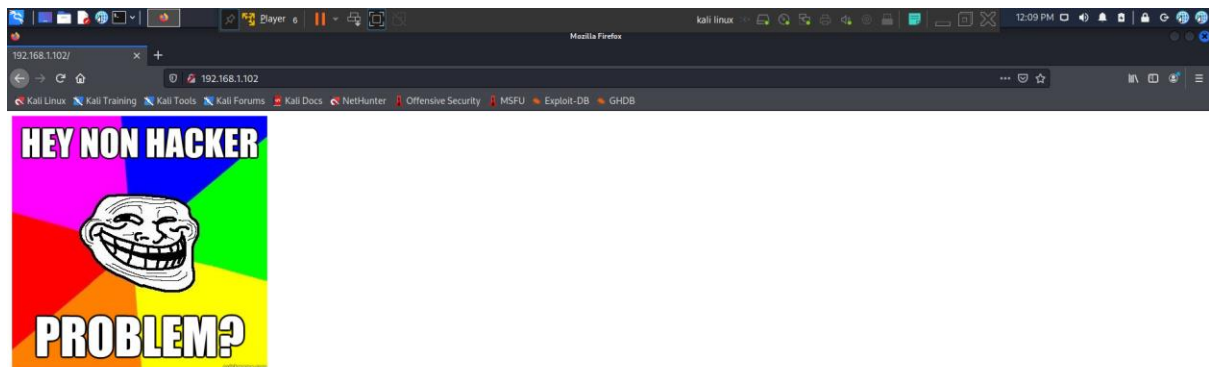 Player 6
kali linux
12:09 PM
Mozilla Firefox
192.168.1.102/
192.168.1.102
Kali Linux Kali Training Kali Tools Kali Forums Kali Docs NetHunter Offensive Security MSFU Exploit-DB GHDB
HEY NON HACKER
PROBLEM?